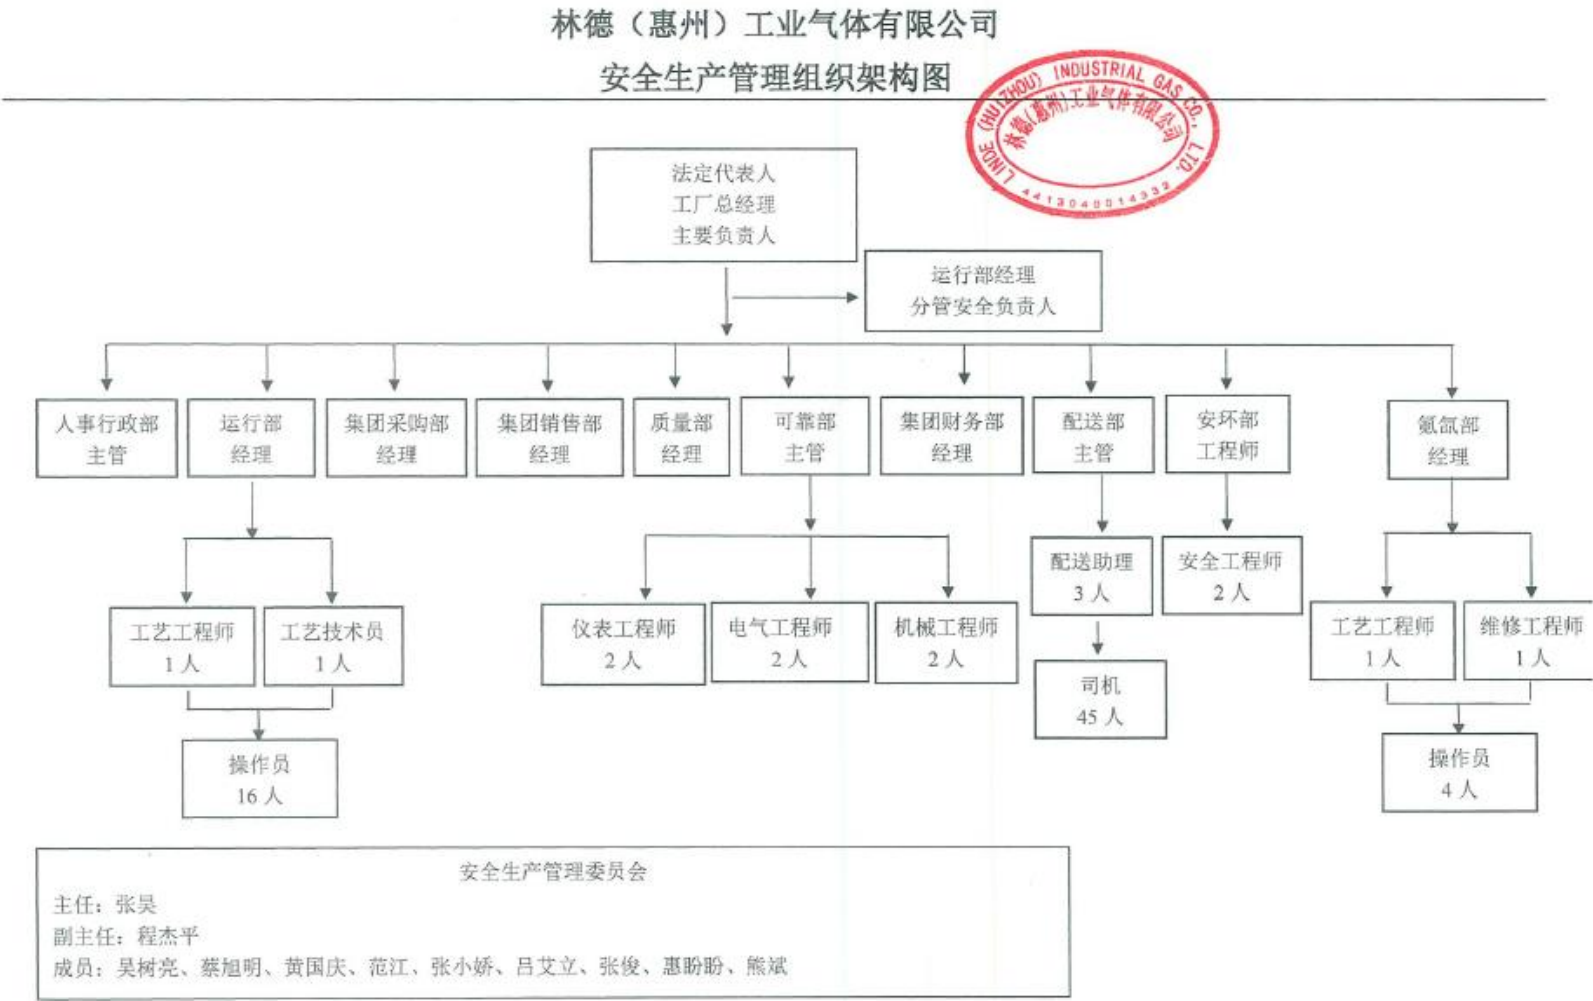 林德（惠州）工业气体有限公司
安全生产管理组织架构图
LINDE (HUIZHOU) INDUSTRIAL GAS CO., LTD.
林德(惠州)工业气体有限公司
4413040014332
法定代表人
工厂总经理
主要负责人
运行部经理
分管安全负责人
人事行政部
主管
运行部
经理
集团采购部
经理
集团销售部
经理
质量部
经理
可靠部
主管
集团财务部
经理
配送部
主管
安环部
工程师
氪氙部
经理
工艺工程师
1人
工艺技术员
1人
仪表工程师
2人
电气工程师
2人
机械工程师
2人
配送助理
3人
安全工程师
2人
工艺工程师
1人
维修工程师
1人
操作员
16人
司机
45人
操作员
4人
安全生产管理委员会
主任：张昊
副主任：程杰平
成员：吴树亮、蔡旭明、黄国庆、范江、张小娇、吕艾立、张俊、惠盼盼、熊斌